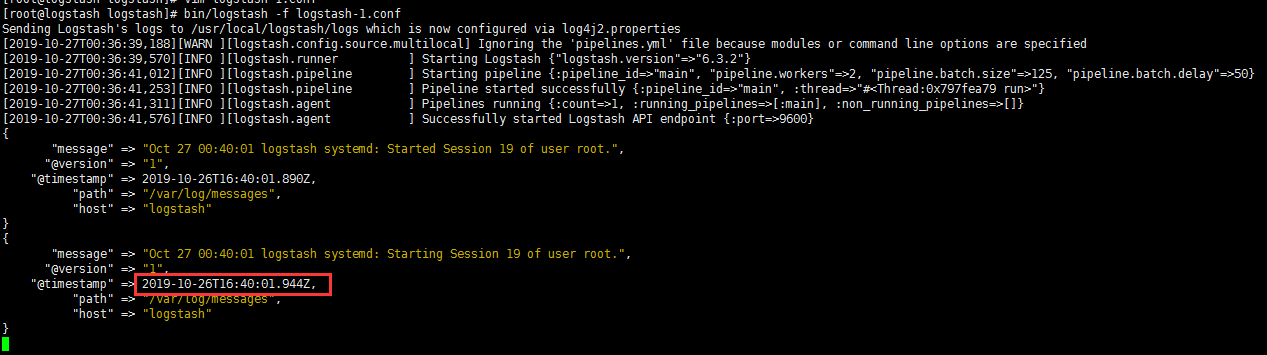 [root@logstash logstash]# vim logstash-1.conf
[root@logstash logstash]# bin/logstash -f logstash-1.conf
Sending Logstash's logs to /usr/local/logstash/logs which is now configured via log4j2.properties
[2019-10-27T00:36:39,188][WARN ][logstash.config.source.multilocal] Ignoring the 'pipelines.yml' file because modules or command line options are specified
[2019-10-27T00:36:39,570][INFO ][logstash.runner          ] Starting Logstash {"logstash.version"=>"6.3.2"}
[2019-10-27T00:36:41,012][INFO ][logstash.pipeline        ] Starting pipeline {:pipeline_id=>"main", "pipeline.workers"=>2, "pipeline.batch.size"=>125, "pipeline.batch.delay"=>50}
[2019-10-27T00:36:41,253][INFO ][logstash.pipeline        ] Pipeline started successfully {:pipeline_id=>"main", :thread=>"#<Thread:0x797fea79 run>"}
[2019-10-27T00:36:41,311][INFO ][logstash.agent           ] Pipelines running {:count=>1, :running_pipelines=>[:main], :non_running_pipelines=>[]}
[2019-10-27T00:36:41,576][INFO ][logstash.agent           ] Successfully started Logstash API endpoint {:port=>9600}
{
       "message" => "Oct 27 00:40:01 logstash systemd: Started Session 19 of user root.",
      "@version" => "1",
    "@timestamp" => 2019-10-26T16:40:01.890Z,
          "path" => "/var/log/messages",
          "host" => "logstash"
}
{
       "message" => "Oct 27 00:40:01 logstash systemd: Starting Session 19 of user root.",
      "@version" => "1",
    "@timestamp" => 2019-10-26T16:40:01.944Z,
          "path" => "/var/log/messages",
          "host" => "logstash"
}